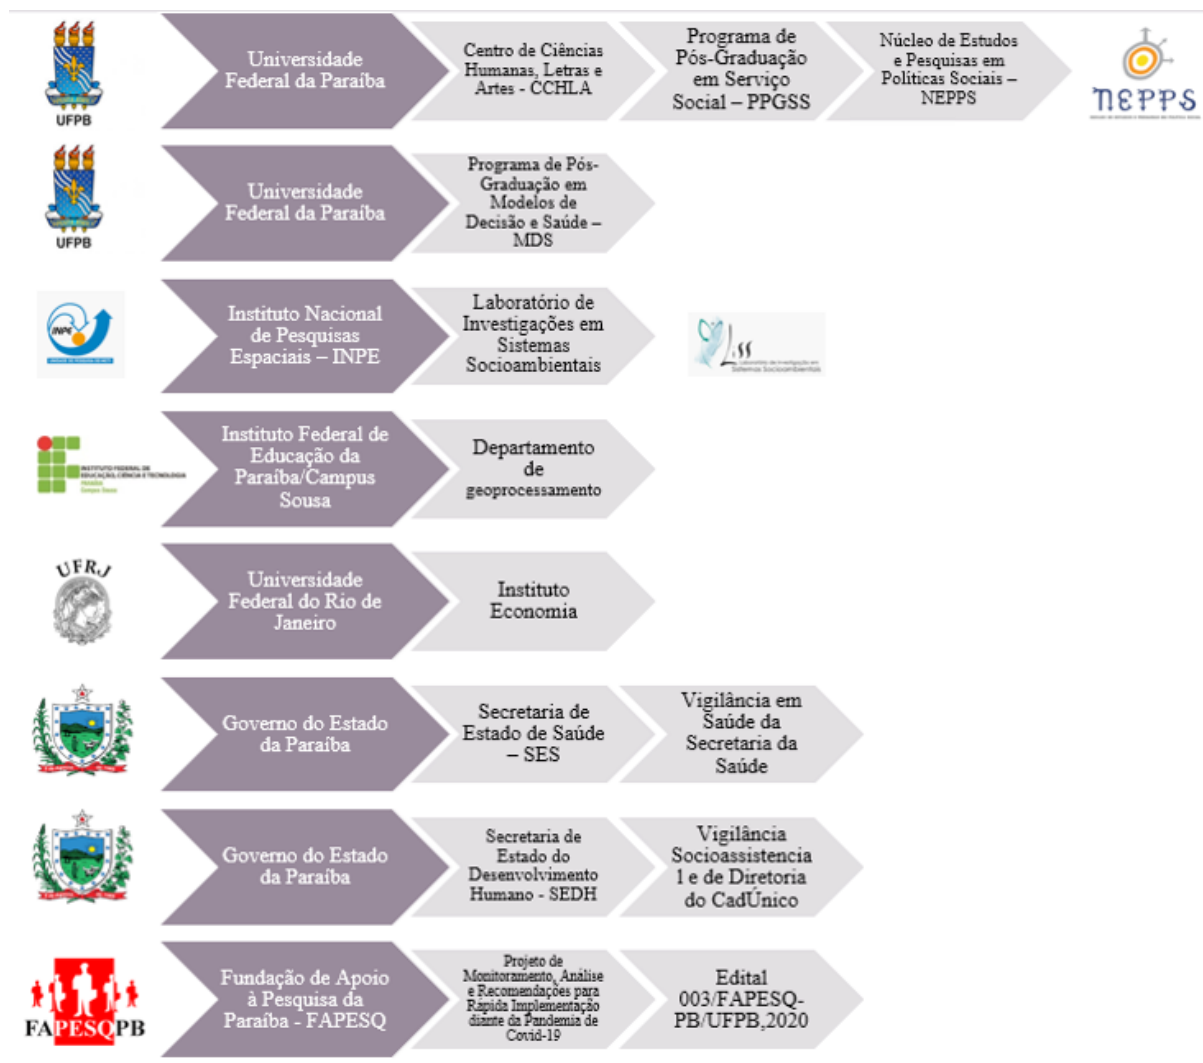 UFPB
Universidade
Federal da Paraíba
Centro de Ciências
Humanas, Letras e
Artes - CCHLA
Programa de
Pós-Graduação
em Serviço
Social – PPGSS
Núcleo de Estudos
e Pesquisas em
Políticas Sociais –
NEPPS
NEPPS
UFPB
Universidade
Federal da Paraíba
Programa de Pós-
Graduação em
Modelos de
Decisão e Saúde –
MDS
INPE
Instituto Nacional
de Pesquisas
Espaciais – INPE
Laboratório de
Investigações em
Sistemas
Socioambientais
Liss
Laboratório de Investigação em
Sistemas Socioambientais
INSTITUTO FEDERAL DE
EDUCAÇÃO, CIÊNCIA E TECNOLOGIA
PARAÍBA
Campus Sousa
Instituto Federal de
Educação da
Paraíba/Campus
Sousa
Departamento
de
geoprocessamento
UFRJ
Universidade
Federal do Rio de
Janeiro
Instituto
Economia
Governo do Estado
da Paraíba
Secretaria de
Estado de Saúde
– SES
Vigilância em
Saúde da
Secretaria da
Saúde
Governo do Estado
da Paraíba
Secretaria de
Estado do
Desenvolvimento
Humano - SEDH
Vigilância
Socioassistencia
l e de Diretoria
do CadÚnico
FAPESQPB
Fundação de Apoio
à Pesquisa da
Paraíba - FAPESQ
Projeto de
Monitoramento, Análise
e Recomendações para
Rápida Implementação
diante da Pandemia de
Covid-19
Edital
003/FAPESQ-
PB/UFPB,2020